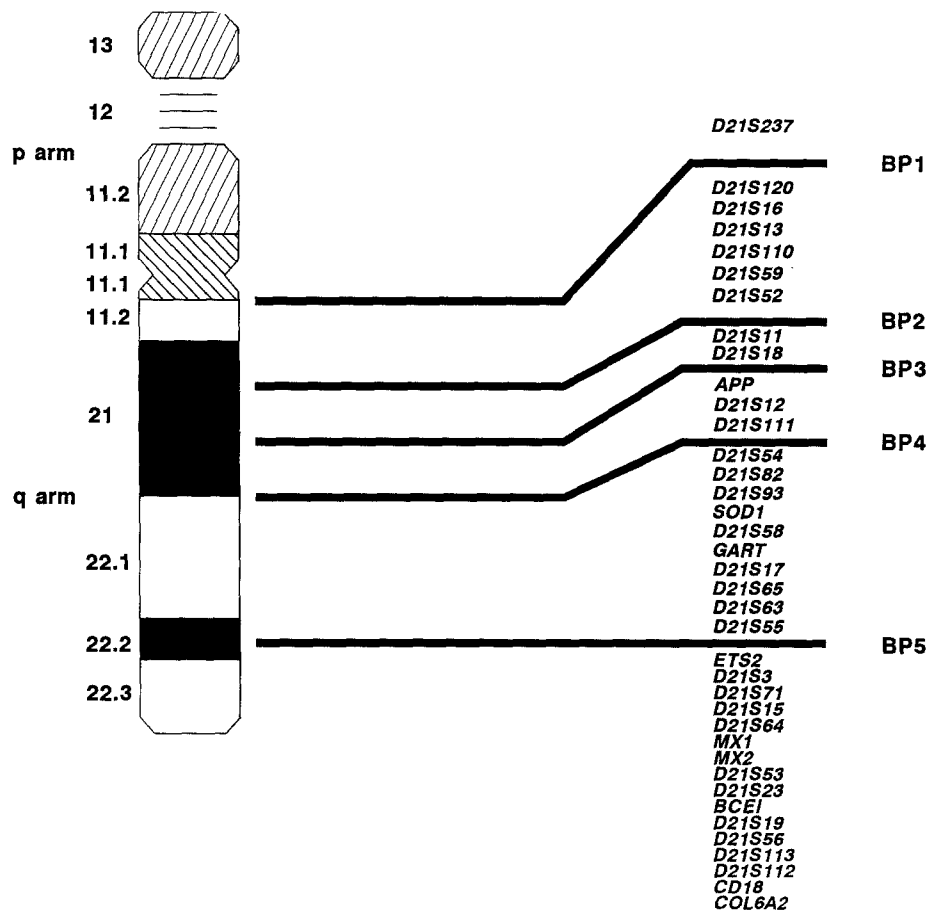 13
12
p arm
11.2
11.1
11.1
11.2
21
q arm
22.1
22.2
22.3
D21S237
BP1
D21S120
D21S16
D21S13
D21S110
D21S59
D21S52
BP2
D21S11
D21S18
BP3
APP
D21S12
D21S111
BP4
D21S54
D21S82
D21S93
SOD1
D21S58
GART
D21S17
D21S65
D21S63
D21S55
BP5
ETS2
D21S3
D21S71
D21S15
D21S64
MX1
MX2
D21S53
D21S23
BCEI
D21S19
D21S56
D21S113
D21S112
CD18
COL6A2